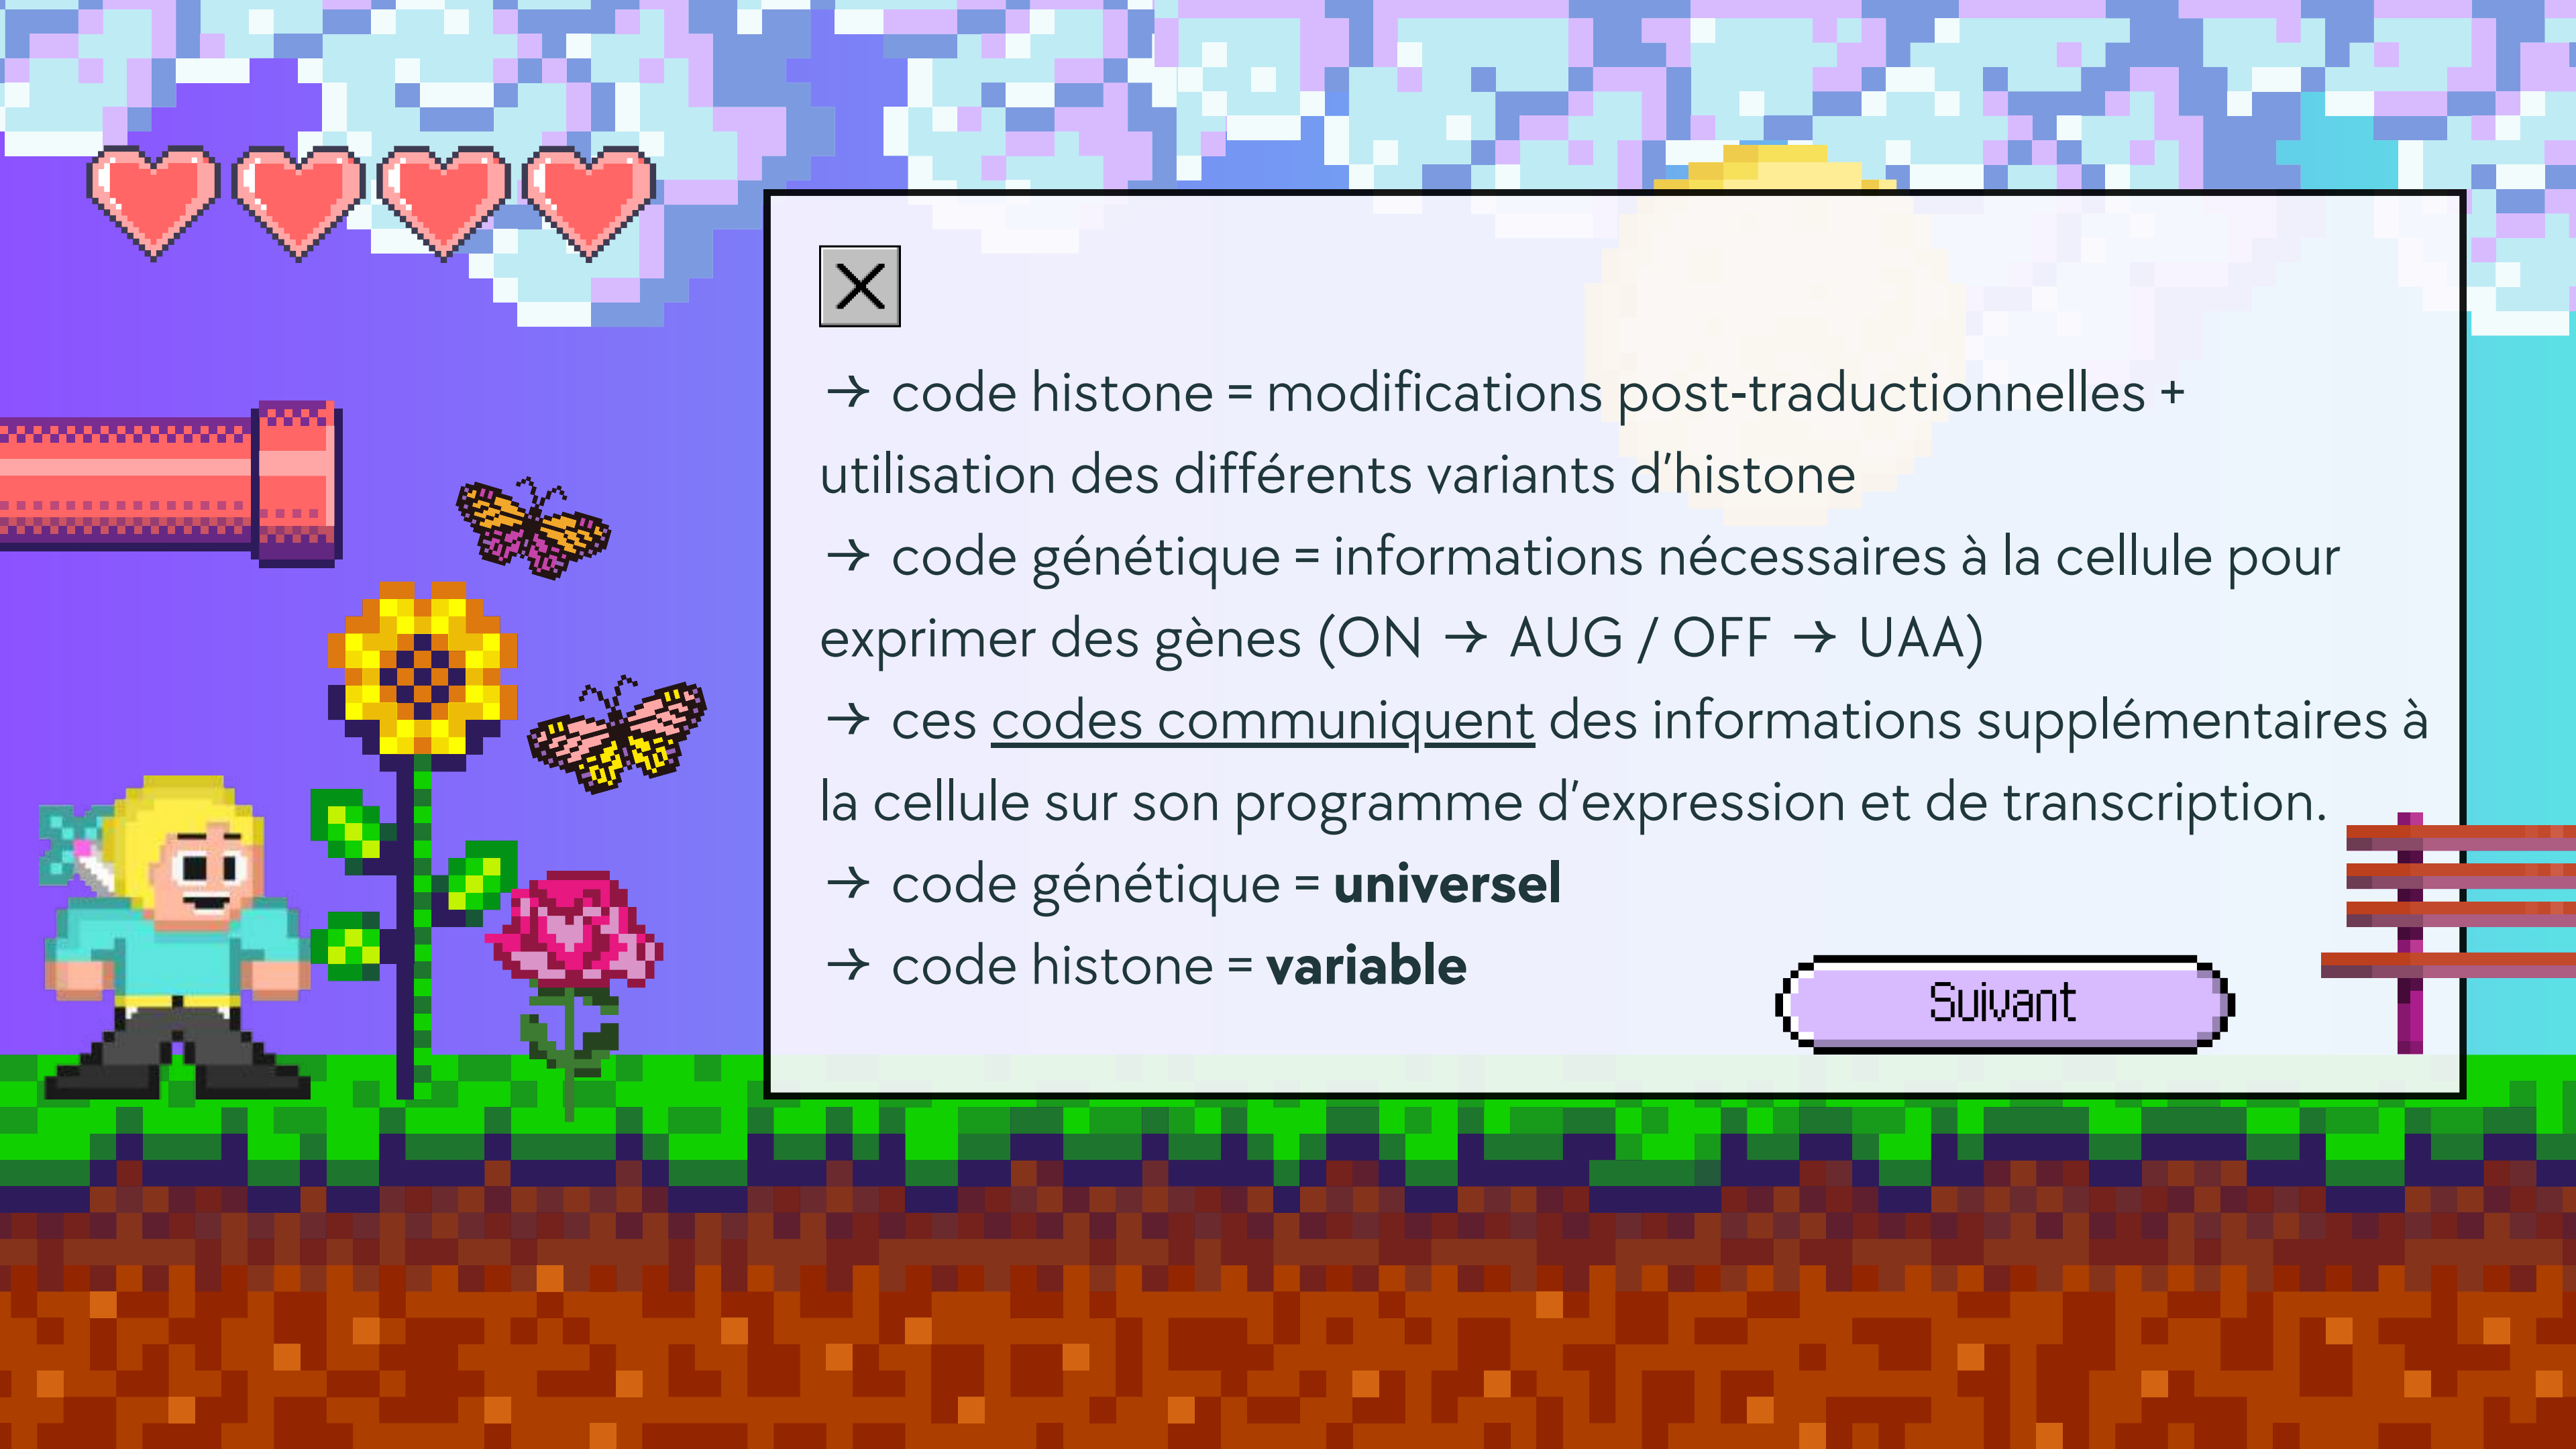 → code histone = modifications post-traductionnelles +
utilisation des différents variants d'histone
→ code génétique = informations nécessaires à la cellule pour
exprimer des gènes (ON → AUG / OFF → UAA)
→ ces codes communiquent des informations supplémentaires à
la cellule sur son programme d'expression et de transcription.
→ code génétique = universel
→ code histone = variable
Suivant